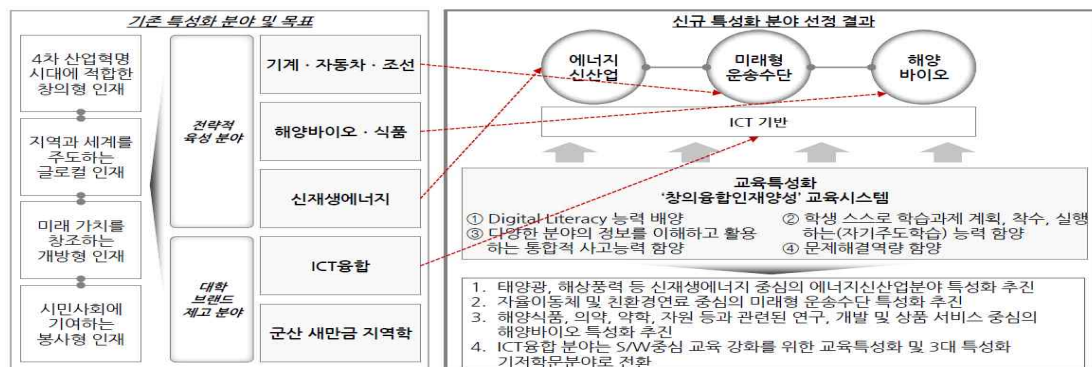 기존 특성화 분야 및 목표
4차 산업혁명
시대에 적합한
창의형 인재
지역과 세계를
주도하는
글로컬 인재
미래 가치를
창조하는
개방형 인재
시민사회에
기여하는
봉사형 인재
전략적
육성 분야
대학
브랜드
제고 분야
기계 · 자동차 · 조선
해양바이오 · 식품
신재생에너지
ICT융합
군산 새만금 지역학
신규 특성화 분야 선정 결과
에너지
신산업
미래형
운송수단
해양
바이오
ICT 기반
교육특성화
‘창의융합인재양성’ 교육시스템
① Digital Literacy 능력 배양
③ 다양한 분야의 정보를 이해하고 활용
하는 통합적 사고능력 함양
② 학생 스스로 학습과제 계획, 착수, 실행
하는(자기주도학습) 능력 함양
④ 문제해결역량 함양
1. 태양광, 해상풍력 등 신재생에너지 중심의 에너지신산업분야 특성화 추진
2. 자율이동체 및 친환경연료 중심의 미래형 운송수단 특성화 추진
3. 해양식품, 의약, 약학, 자원 등과 관련된 연구, 개발 및 상품 서비스 중심의
해양바이오 특성화 추진
4. ICT융합 분야는 S/W중심 교육 강화를 위한 교육특성화 및 3대 특성화
기저학문분야로 전환